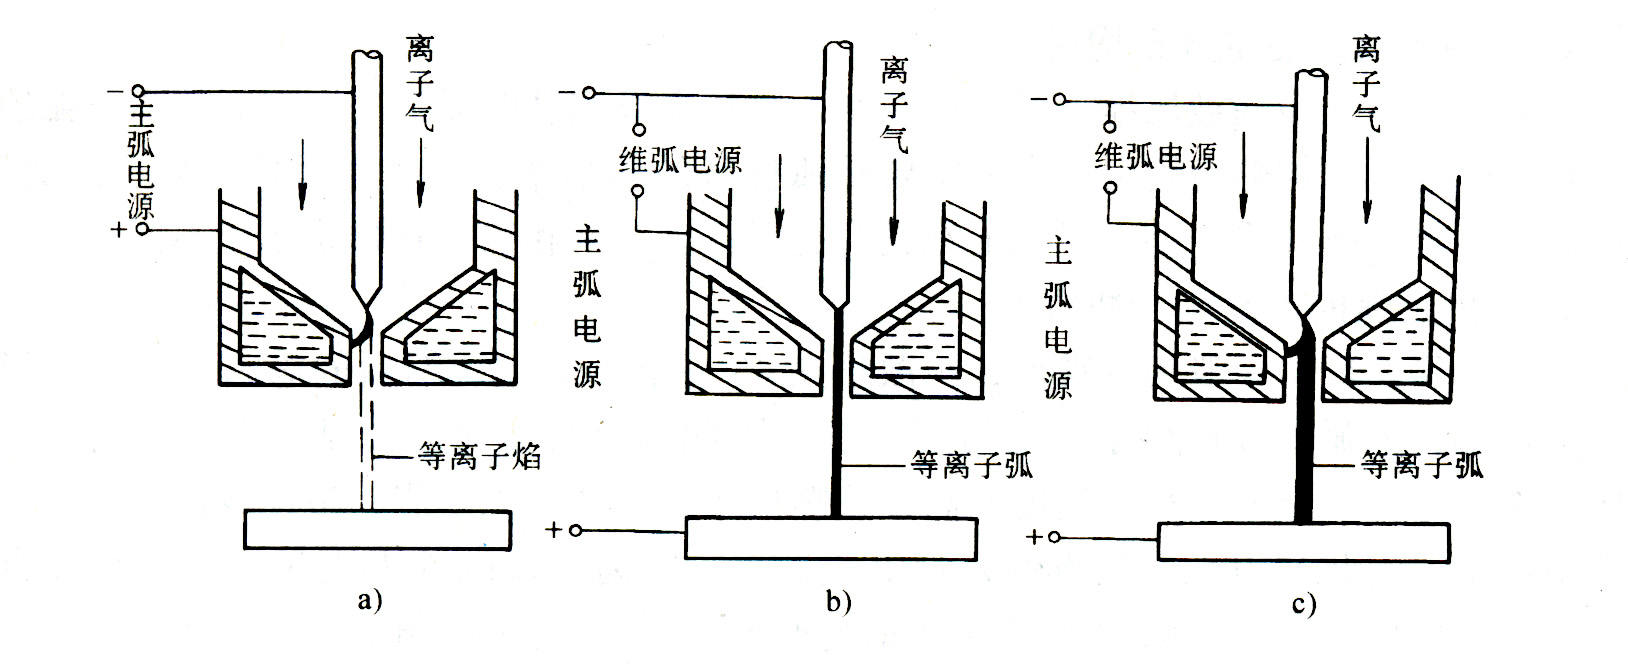 离子气
－
主弧电源
＋
等离子焰
a)
离子气
－
维弧电源
主弧电源
等离子弧
＋
b)
离子气
－
维弧电源
主弧电源
等离子弧
＋
c)